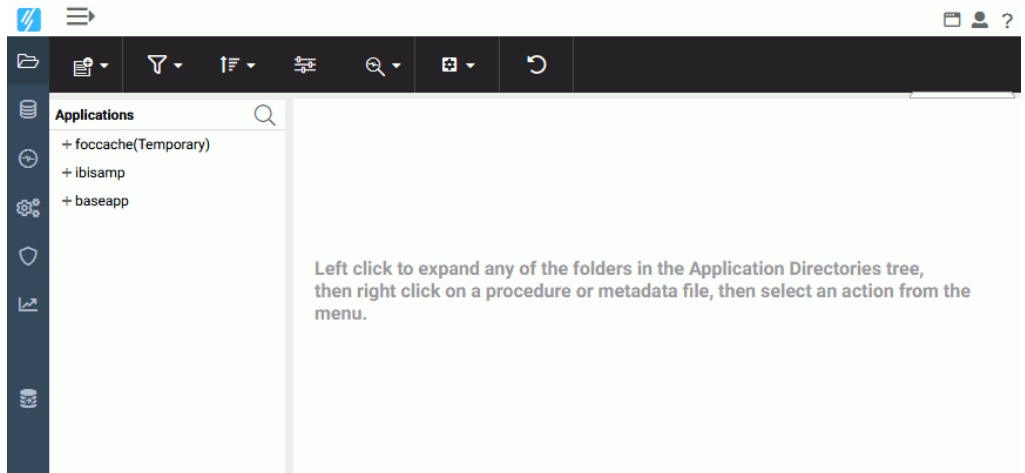 ?
Applications
+ foccache(Temporary)
+ ibisamp
+ baseapp
Left click to expand any of the folders in the Application Directories tree,
then right click on a procedure or metadata file, then select an action from the
menu.